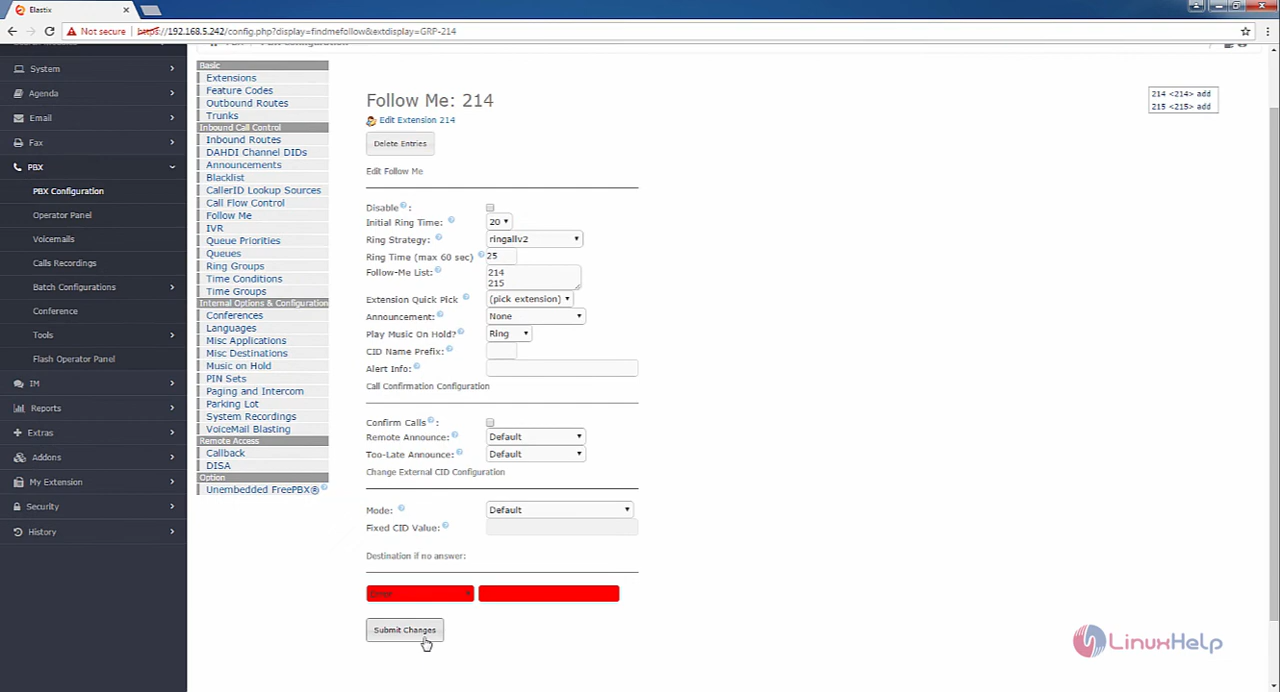 Elastix
Not secure
https://192.168.5.242/config.php?display=findmefollow&extdisplay=GRP-214
System
Agenda
Email
Fax
PBX
PBX Configuration
Operator Panel
Voicemails
Calls Recordings
Batch Configurations
Conference
Tools
Flash Operator Panel
IM
Reports
Extras
Addons
My Extension
Security
History
Basic
Extensions
Feature Codes
Outbound Routes
Trunks
Inbound Call Control
Inbound Routes
DAHDI Channel DIDs
Announcements
Blacklist
CallerID Lookup Sources
Call Flow Control
Follow Me
IVR
Queue Priorities
Queues
Ring Groups
Time Conditions
Time Groups
Internal Options & Configuration
Conferences
Languages
Misc Applications
Misc Destinations
Music on Hold
PIN Sets
Paging and Intercom
Parking Lot
System Recordings
VoiceMail Blasting
Remote Access
Callback
DISA
Option
Unembedded FreePBX®
Follow Me: 214
Edit Extension 214
Delete Entries
Edit Follow Me
Disable :
Initial Ring Time: 20
Ring Strategy: ringallv2
Ring Time (max 60 sec) 25
Follow-Me List: 214
215
Extension Quick Pick (pick extension)
Announcement: None
Play Music On Hold? Ring
CID Name Prefix:
Alert Info:
Call Confirmation Configuration
Confirm Calls :
Remote Announce: Default
Too-Late Announce: Default
Change External CID Configuration
Mode: Default
Fixed CID Value:
Destination if no answer:
Error
Submit Changes
214 <214> add
215 <215> add
LinuxHelp